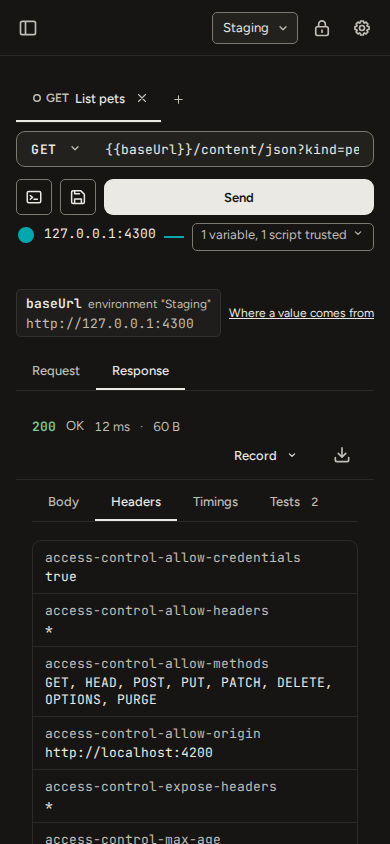 Staging
GET List pets
GET {{baseUrl}}/content/json?kind=pe
Send
127.0.0.1:4300 1 variable, 1 script trusted
baseUrl environment "Staging"
http://127.0.0.1:4300
Where a value comes from
Request Response
200 OK 12 ms · 60 B
Record
Body Headers Timings Tests 2
access-control-allow-credentials
true
access-control-allow-headers
*
access-control-allow-methods
GET, HEAD, POST, PUT, PATCH, DELETE,
OPTIONS, PURGE
access-control-allow-origin
http://localhost:4200
access-control-expose-headers
*
access-control-max-age